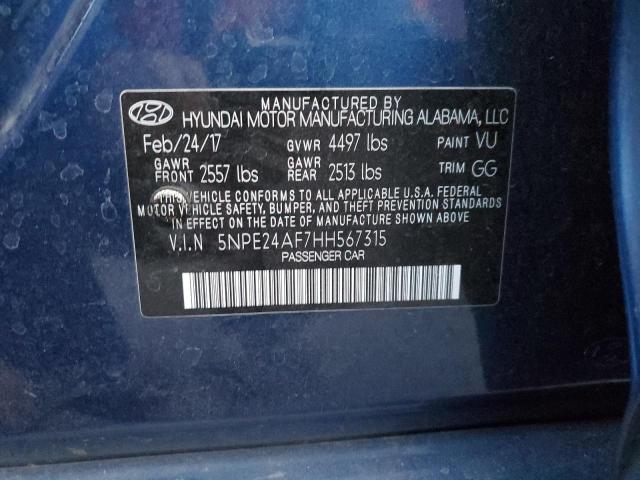 MANUFACTURED BY
HYUNDAI MOTOR MANUFACTURING ALABAMA, LLC
Feb/24/17 GVWR 4497 lbs PAINT VU
GAWR FRONT 2557 lbs GAWR REAR 2513 lbs TRIM GG
THIS VEHICLE CONFORMS TO ALL APPLICABLE U.S.A. FEDERAL
MOTOR VEHICLE SAFETY, BUMPER, AND THEFT PREVENTION STANDARDS
IN EFFECT ON THE DATE OF MANUFACTURE SHOWN ABOVE.
V.I.N 5NPE24AF7HH567315
PASSENGER CAR